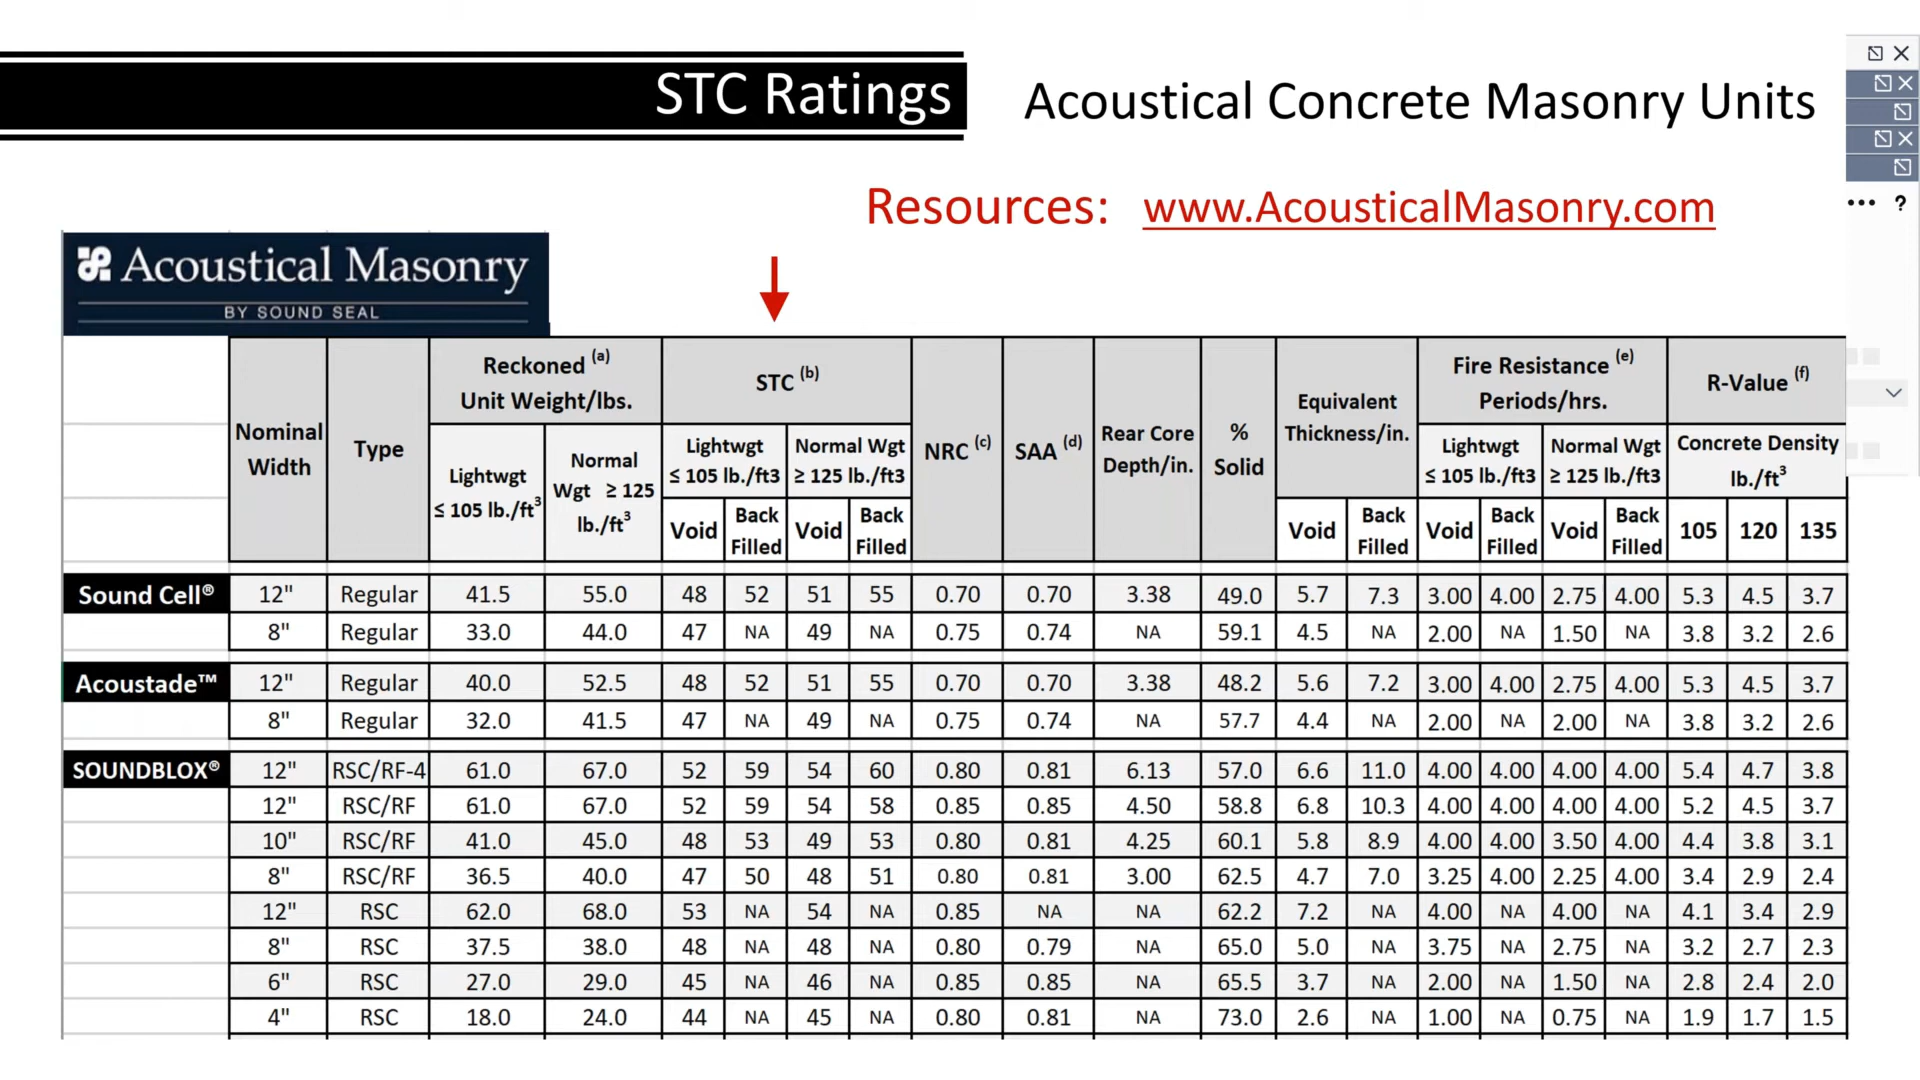 STC Ratings
Acoustical Concrete Masonry Units
Resources: www.AcousticalMasonry.com
Acoustical Masonry
BY SOUND SEAL
Nominal Width | Type | Reckoned (a) Unit Weight/lbs. | STC (b) | NRC (c) | SAA (d) | Rear Core Depth/in. | % Solid | Equivalent Thickness/in. | Fire Resistance (e) Periods/hrs. | R-Value (f)
Lightwgt ≤ 105 lb./ft3 | Normal Wgt ≥ 125 lb./ft3 | Lightwgt ≤ 105 lb./ft3 | Normal Wgt ≥ 125 lb./ft3 | Lightwgt ≤ 105 lb./ft3 | Normal Wgt ≥ 125 lb./ft3 | Concrete Density lb./ft3
Void | Back Filled | Void | Back Filled | Void | Back Filled | Void | Back Filled | Void | Back Filled | 105 | 120 | 135
Sound Cell® 12" Regular 41.5 55.0 48 52 51 55 0.70 0.70 3.38 49.0 5.7 7.3 3.00 4.00 2.75 4.00 5.3 4.5 3.7
8" Regular 33.0 44.0 47 NA 49 NA 0.75 0.74 NA 59.1 4.5 NA 2.00 NA 1.50 NA 3.8 3.2 2.6
Acoustade™ 12" Regular 40.0 52.5 48 52 51 55 0.70 0.70 3.38 48.2 5.6 7.2 3.00 4.00 2.75 4.00 5.3 4.5 3.7
8" Regular 32.0 41.5 47 NA 49 NA 0.75 0.74 NA 57.7 4.4 NA 2.00 NA 2.00 NA 3.8 3.2 2.6
SOUNDBLOX® 12" RSC/RF-4 61.0 67.0 52 59 54 60 0.80 0.81 6.13 57.0 6.6 11.0 4.00 4.00 4.00 4.00 5.4 4.7 3.8
12" RSC/RF 61.0 67.0 52 59 54 58 0.85 0.85 4.50 58.8 6.8 10.3 4.00 4.00 4.00 4.00 5.2 4.5 3.7
10" RSC/RF 41.0 45.0 48 53 49 53 0.80 0.81 4.25 60.1 5.8 8.9 4.00 4.00 3.50 4.00 4.4 3.8 3.1
8" RSC/RF 36.5 40.0 47 50 48 51 0.80 0.81 3.00 62.5 4.7 7.0 3.25 4.00 2.25 4.00 3.4 2.9 2.4
12" RSC 62.0 68.0 53 NA 54 NA 0.85 NA NA 62.2 7.2 NA 4.00 NA 4.00 NA 4.1 3.4 2.9
8" RSC 37.5 38.0 48 NA 48 NA 0.80 0.79 NA 65.0 5.0 NA 3.75 NA 2.75 NA 3.2 2.7 2.3
6" RSC 27.0 29.0 45 NA 46 NA 0.85 0.85 NA 65.5 3.7 NA 2.00 NA 1.50 NA 2.8 2.4 2.0
4" RSC 18.0 24.0 44 NA 45 NA 0.80 0.81 NA 73.0 2.6 NA 1.00 NA 0.75 NA 1.9 1.7 1.5